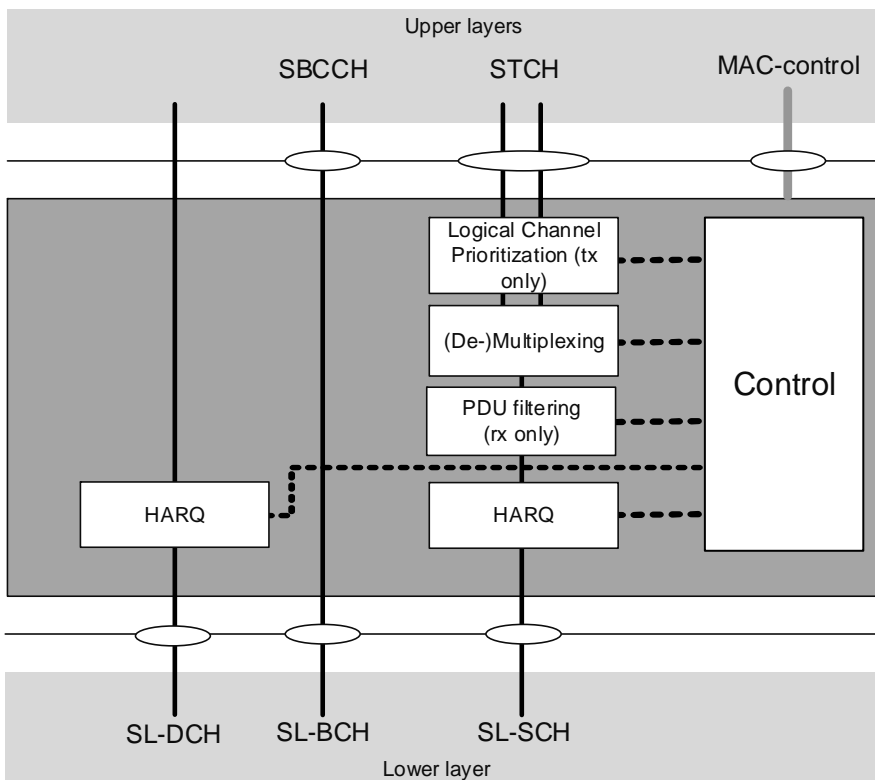 Upper layers
SBCCH
STCH
MAC-control
Logical Channel
Prioritization (tx
only)
(De-)Multiplexing
Control
PDU filtering
(rx only)
HARQ
HARQ
SL-DCH
SL-BCH
SL-SCH
Lower layer